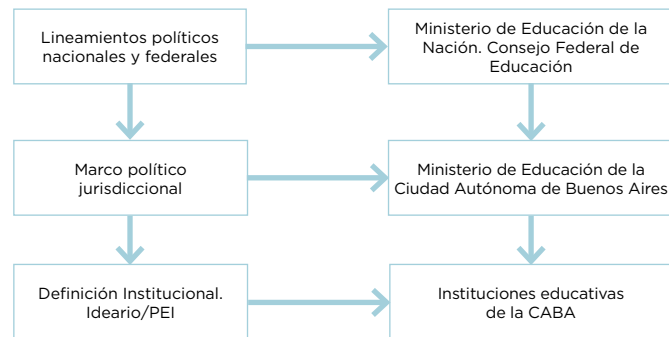 Lineamientos políticos
nacionales y federales
Ministerio de Educación de la
Nación. Consejo Federal de
Educación
Marco político
jurisdiccional
Ministerio de Educación de la
Ciudad Autónoma de Buenos Aires
Definición Institucional.
Ideario/PEI
Instituciones educativas
de la CABA